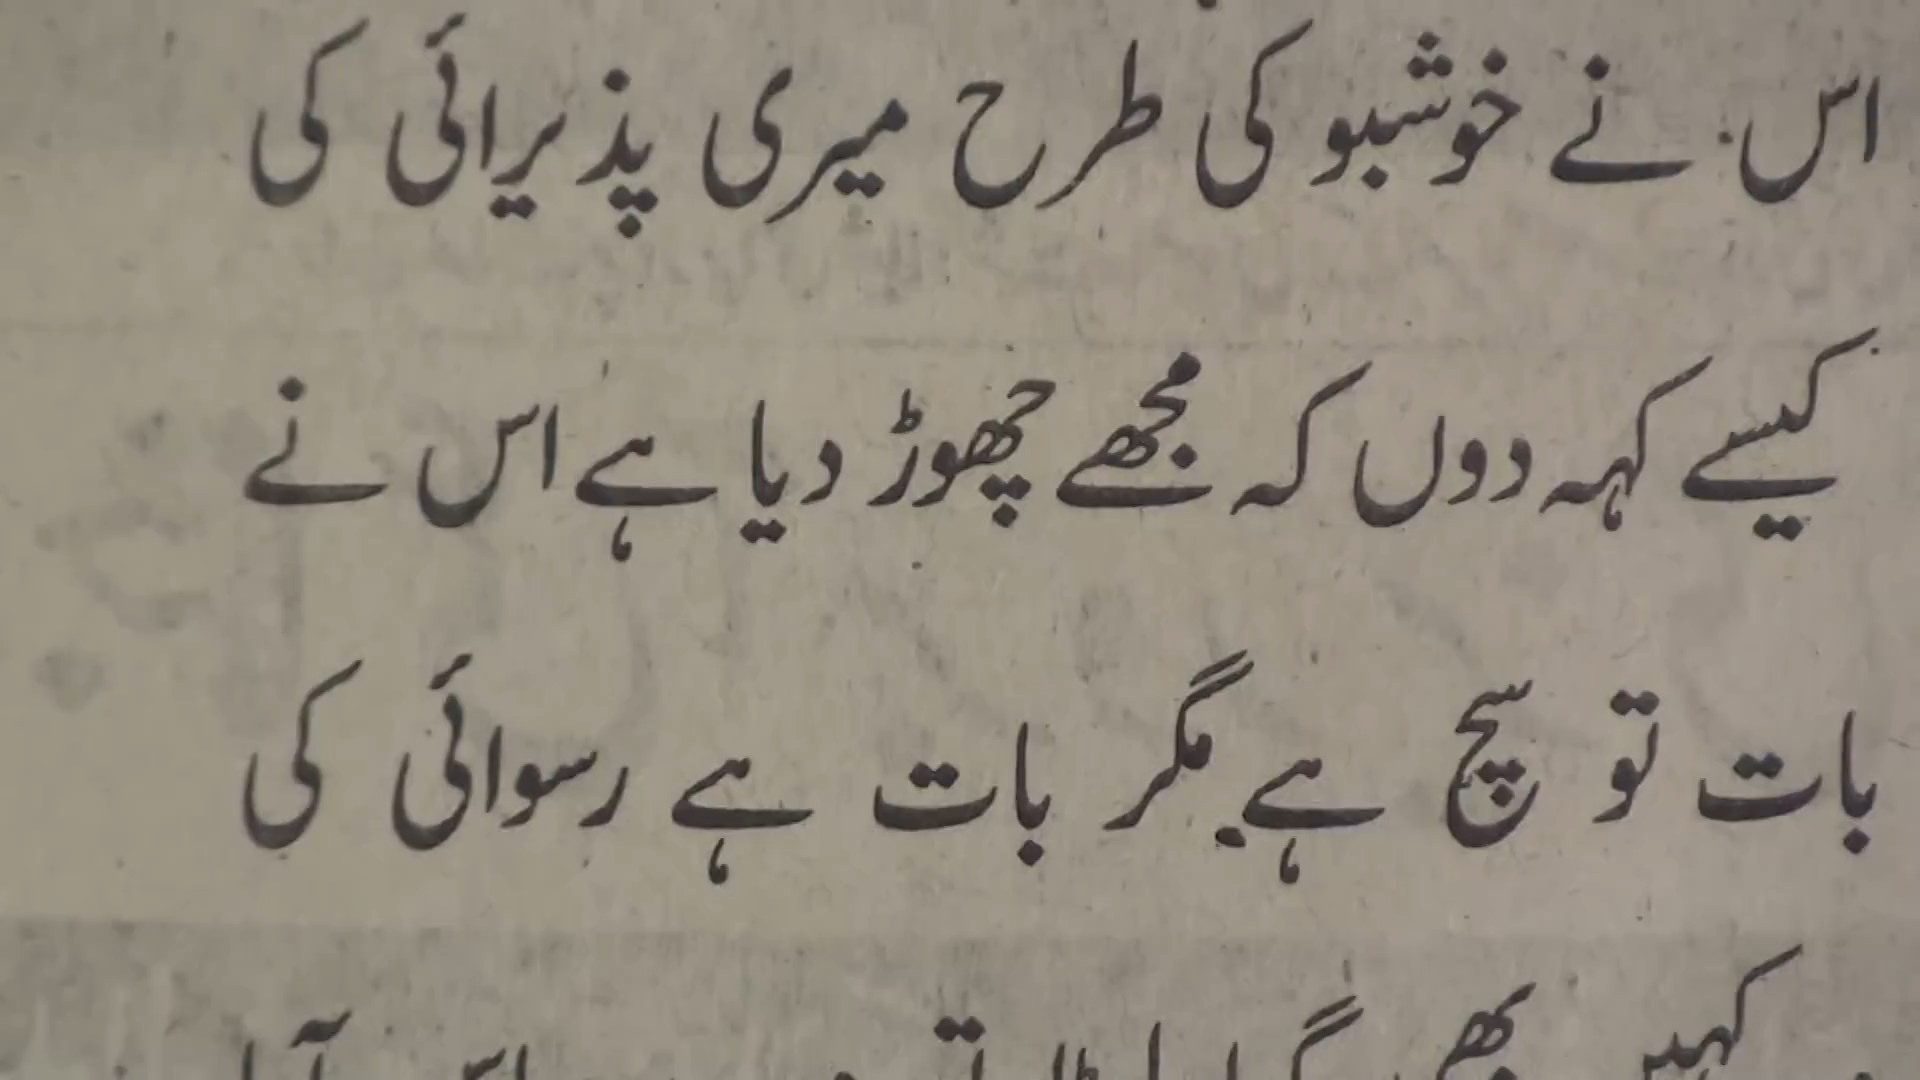 اس نے خوشبو کی طرح میری پذیرائی کی
کیسے کہہ دوں کہ مجھے چھوڑ دیا ہے اس نے
بات تو سچ ہے مگر بات ہے رسوائی کی